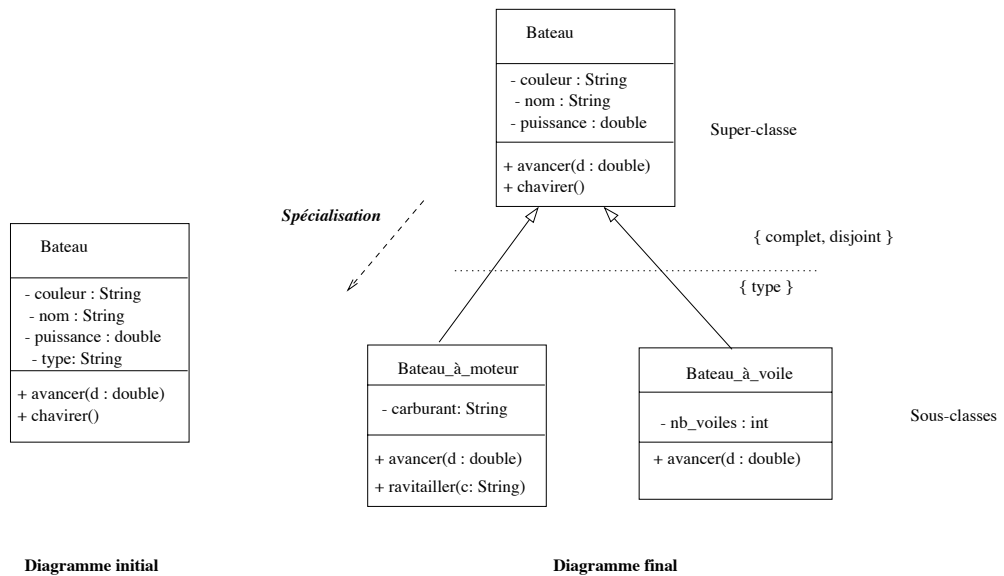 Bateau
- couleur : String
- nom : String
- puissance : double
- type: String
+ avancer(d : double)
+ chavirer()
Diagramme initial
Spécialisation
Bateau
- couleur : String
- nom : String
- puissance : double
+ avancer(d : double)
+ chavirer()
Super-classe
{ complet, disjoint }
{ type }
Bateau_à_moteur
- carburant: String
+ avancer(d : double)
+ ravitailler(c: String)
Bateau_à_voile
- nb_voiles : int
+ avancer(d : double)
Sous-classes
Diagramme final